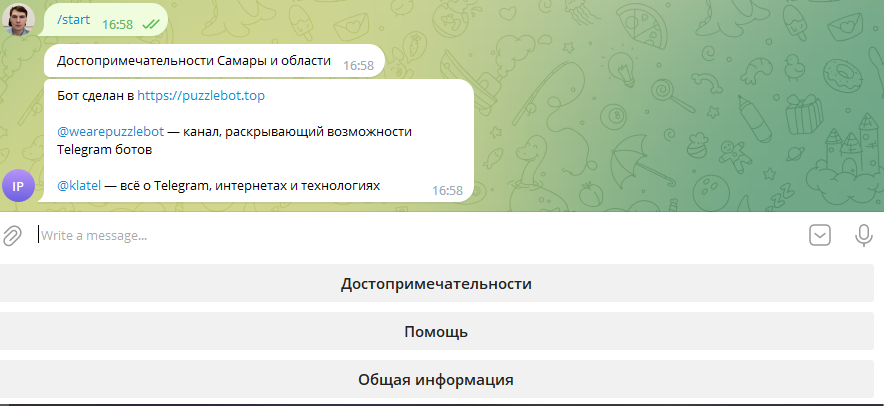 /start 16:58
Достопримечательности Самары и области 16:58
Бот сделан в https://puzzlebot.top
@wearepuzzlebot — канал, раскрывающий возможности
Telegram ботов
@klatel — всё о Telegram, интернетах и технологиях 16:58
IP
Write a message...
Достопримечательности
Помощь
Общая информация